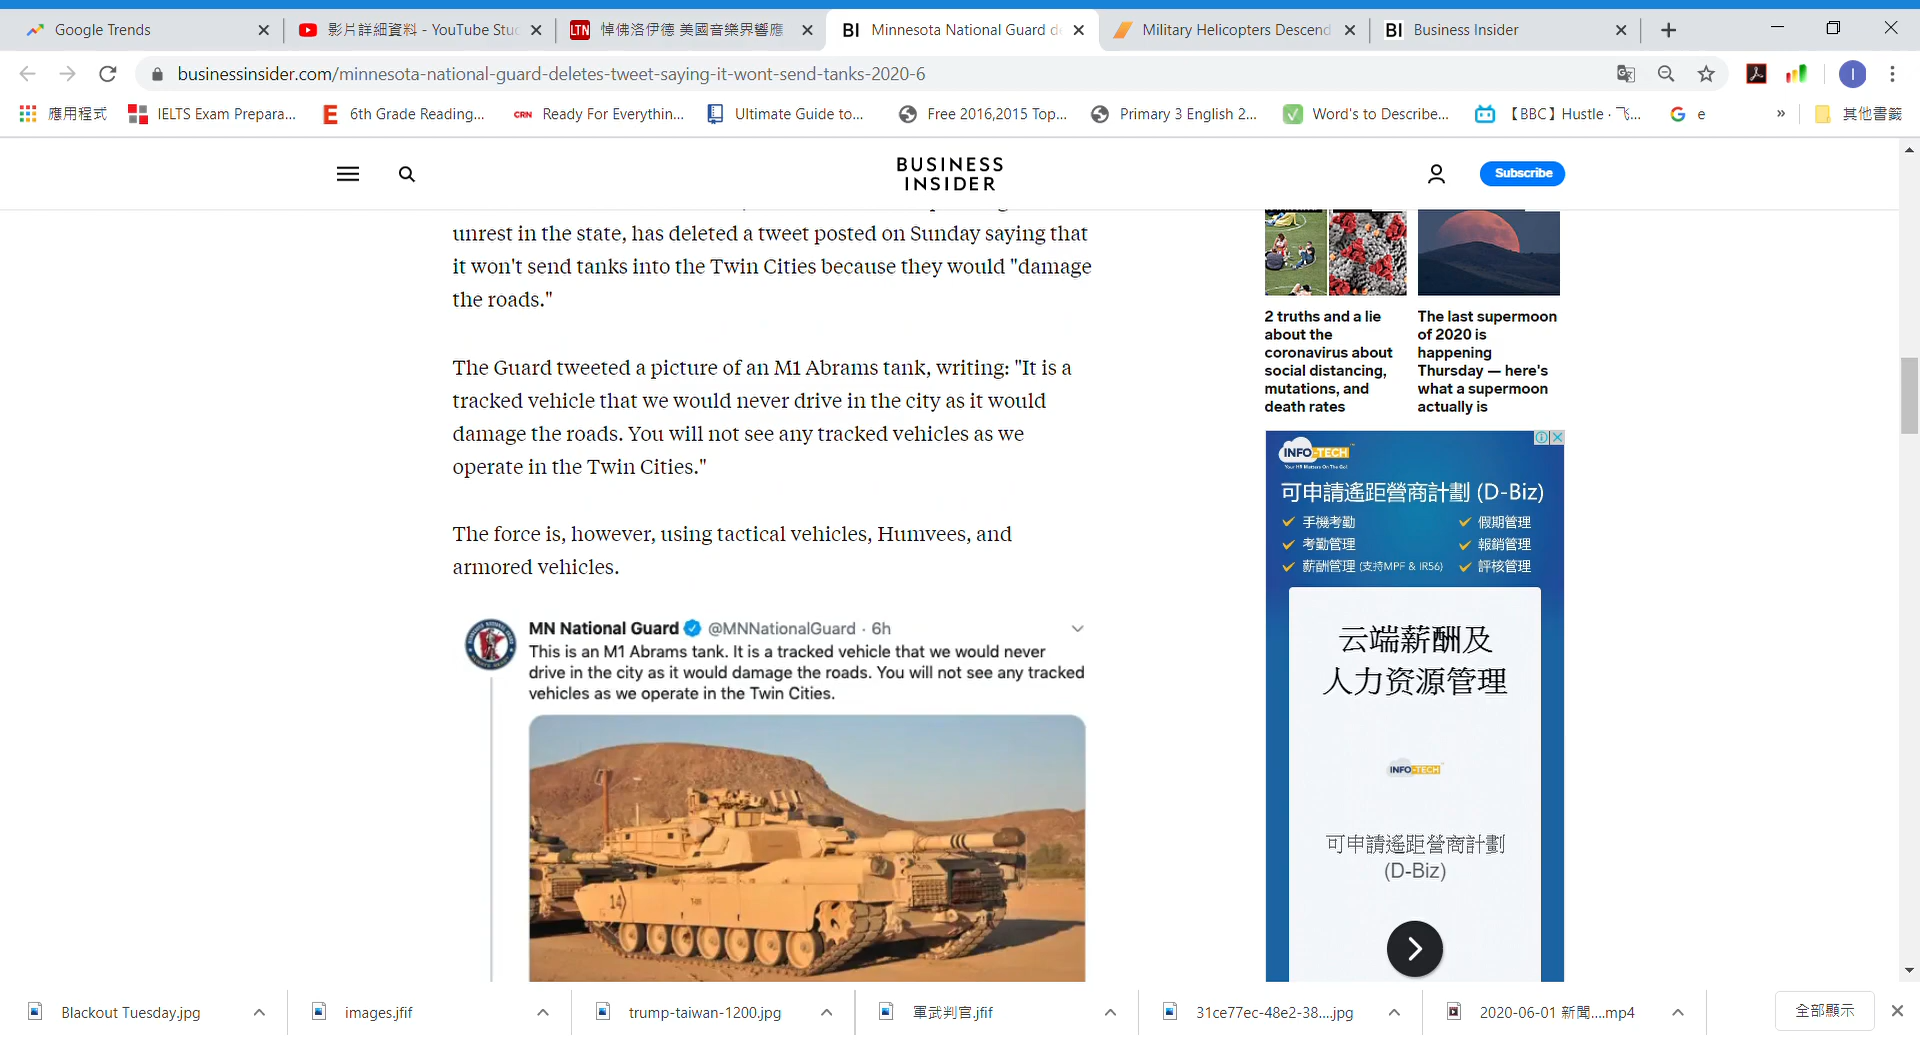 Google Trends
影片詳細資料 - YouTube Stu
LTN 悼佛洛伊德 美國音樂界響應
BI Minnesota National Guard d
Military Helicopters Descend
BI Business Insider
businessinsider.com/minnesota-national-guard-deletes-tweet-saying-it-wont-send-tanks-2020-6
I
應用程式
IELTS Exam Prepara...
E 6th Grade Reading...
CRN Ready For Everythin...
Ultimate Guide to...
Free 2016,2015 Top...
Primary 3 English 2...
Word's to Describe...
【BBC】Hustle · 飞...
G e
»
其他書籤
BUSINESS
INSIDER
Subscribe
unrest in the state, has deleted a tweet posted on Sunday saying that
it won't send tanks into the Twin Cities because they would "damage
the roads."
The Guard tweeted a picture of an M1 Abrams tank, writing: "It is a
tracked vehicle that we would never drive in the city as it would
damage the roads. You will not see any tracked vehicles as we
operate in the Twin Cities."
The force is, however, using tactical vehicles, Humvees, and
armored vehicles.
MN National Guard @MNNationalGuard · 6h
This is an M1 Abrams tank. It is a tracked vehicle that we would never
drive in the city as it would damage the roads. You will not see any tracked
vehicles as we operate in the Twin Cities.
14
2 truths and a lie
about the
coronavirus about
social distancing,
mutations, and
death rates
The last supermoon
of 2020 is
happening
Thursday — here's
what a supermoon
actually is
INFO-TECH
Your HR Matters On The Go!
可申請遙距營商計劃 (D-Biz)
手機考勤
假期管理
考勤管理
報銷管理
薪酬管理 (支持MPF & IR56)
評核管理
云端薪酬及
人力资源管理
INFO-TECH
可申請遙距營商計劃
(D-Biz)
Blackout Tuesday.jpg
images.jfif
trump-taiwan-1200.jpg
軍武判官.jfif
31ce77ec-48e2-38....jpg
2020-06-01 新聞....mp4
全部顯示